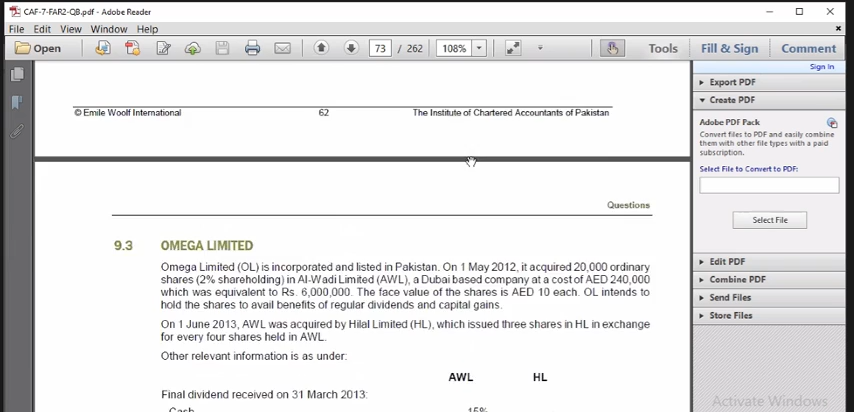 CAF-7-FAR2-QB.pdf - Adobe Reader
File Edit View Window Help
Open 73 / 262 108% Tools Fill & Sign Comment
Sign In
Export PDF
Create PDF
Adobe PDF Pack
Convert files to PDF and easily combine
them with other file types with a paid
subscription.
Select File to Convert to PDF:
Select File
Edit PDF
Combine PDF
Send Files
Store Files
© Emile Woolf International 62 The Institute of Chartered Accountants of Pakistan
Questions
9.3 OMEGA LIMITED
Omega Limited (OL) is incorporated and listed in Pakistan. On 1 May 2012, it acquired 20,000 ordinary
shares (2% shareholding) in Al-Wadi Limited (AWL), a Dubai based company at a cost of AED 240,000
which was equivalent to Rs. 6,000,000. The face value of the shares is AED 10 each. OL intends to
hold the shares to avail benefits of regular dividends and capital gains.
On 1 June 2013, AWL was acquired by Hilal Limited (HL), which issued three shares in HL in exchange
for every four shares held in AWL.
Other relevant information is as under:
AWL HL
Final dividend received on 31 March 2013:
Cash 15%
Activate Windows